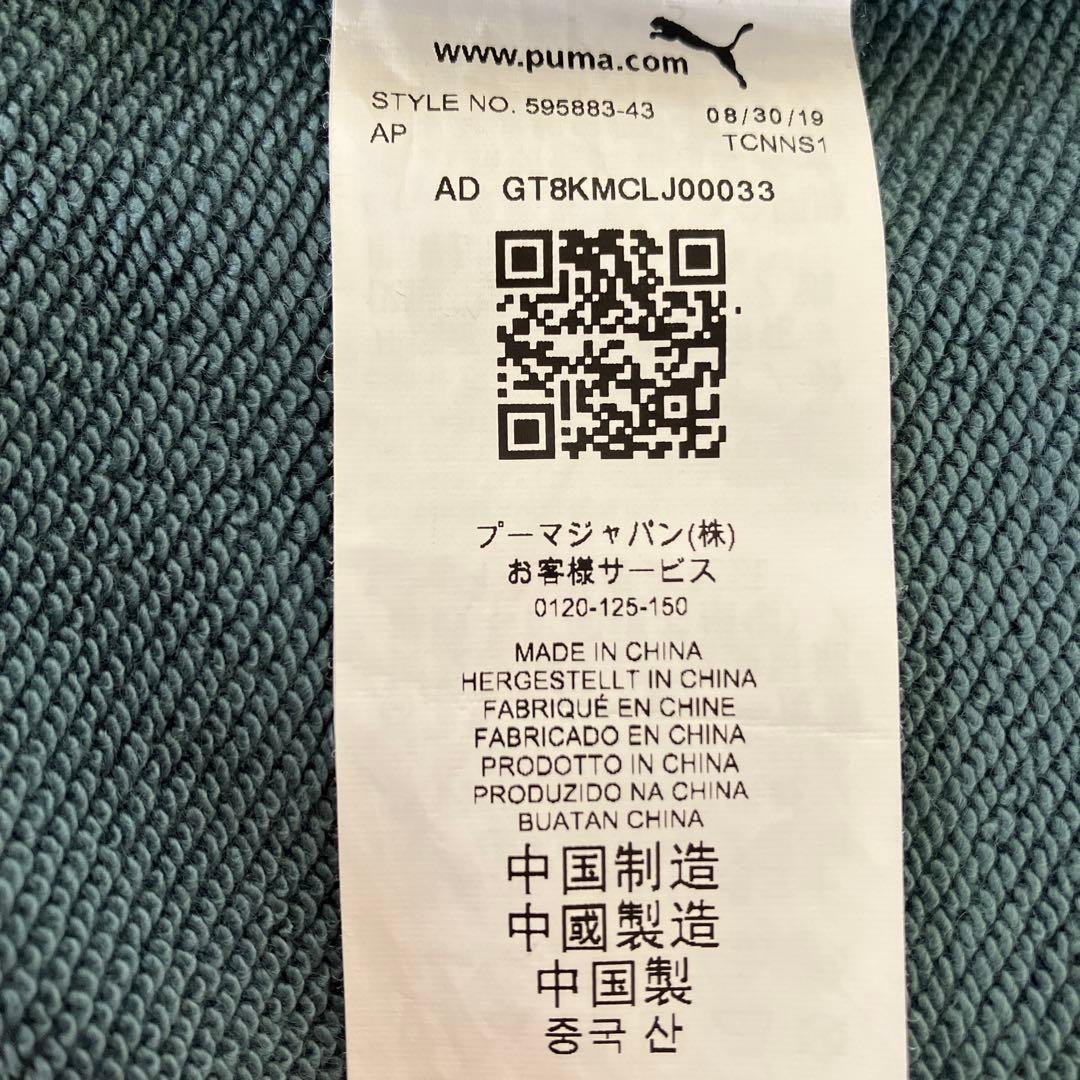 www.puma.com
STYLE NO. 595883-43 08/30/19
AP TCNNS1
AD GT8KMCLJ00033
プーマジャパン(株)
お客様サービス
0120-125-150
MADE IN CHINA
HERGESTELLT IN CHINA
FABRIQUÉ EN CHINE
FABRICADO EN CHINA
PRODOTTO IN CHINA
PRODUZIDO NA CHINA
BUATAN CHINA
中国制造
中國製造
中国製
중국 산